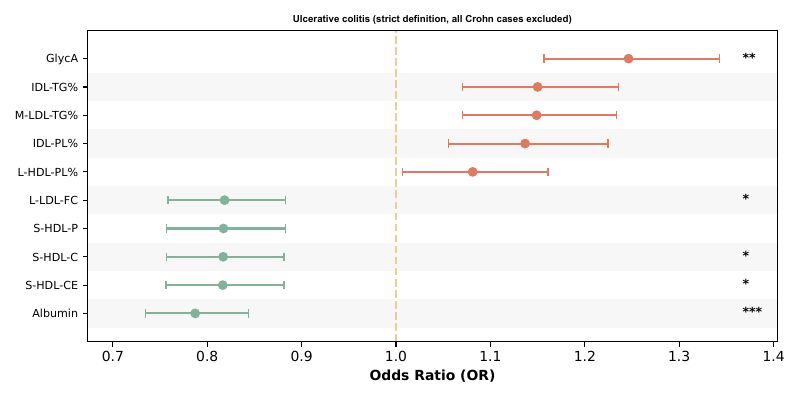 Ulcerative colitis (strict definition, all Crohn cases excluded)
GlycA **
IDL-TG%
M-LDL-TG%
IDL-PL%
L-HDL-PL%
L-LDL-FC *
S-HDL-P
S-HDL-C *
S-HDL-CE *
Albumin ***
0.7 0.8 0.9 1.0 1.1 1.2 1.3 1.4
Odds Ratio (OR)